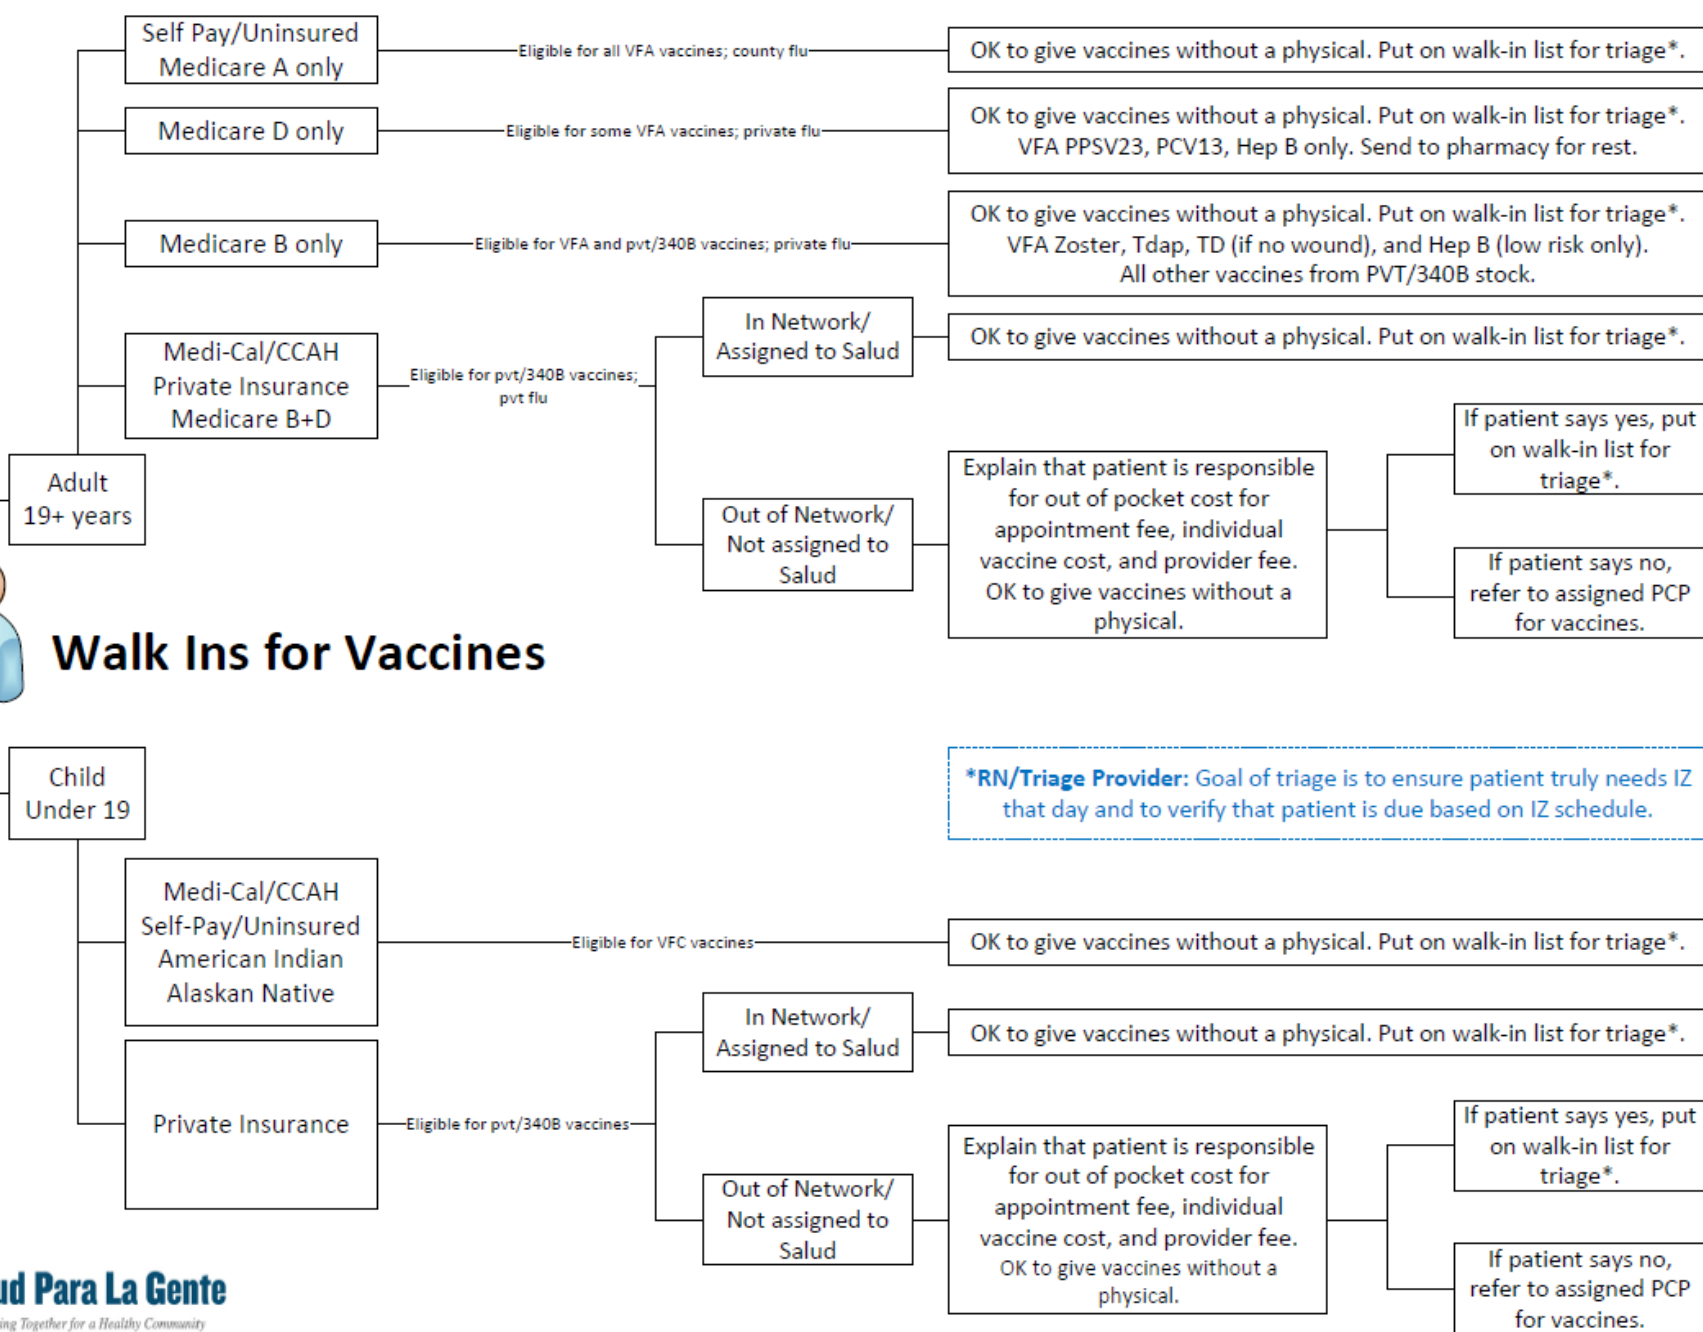 Self Pay/Uninsured
Medicare A only
Eligible for all VFA vaccines; county flu
OK to give vaccines without a physical. Put on walk-in list for triage*.
Medicare D only
Eligible for some VFA vaccines; private flu
OK to give vaccines without a physical. Put on walk-in list for triage*.
VFA PPSV23, PCV13, Hep B only. Send to pharmacy for rest.
Medicare B only
Eligible for VFA and pvt/340B vaccines; private flu
OK to give vaccines without a physical. Put on walk-in list for triage*.
VFA Zoster, Tdap, TD (if no wound), and Hep B (low risk only).
All other vaccines from PVT/340B stock.
Medi-Cal/CCAH
Private Insurance
Medicare B+D
Eligible for pvt/340B vaccines;
pvt flu
In Network/
Assigned to Salud
OK to give vaccines without a physical. Put on walk-in list for triage*.
Out of Network/
Not assigned to
Salud
Explain that patient is responsible
for out of pocket cost for
appointment fee, individual
vaccine cost, and provider fee.
OK to give vaccines without a
physical.
If patient says yes, put
on walk-in list for
triage*.
If patient says no,
refer to assigned PCP
for vaccines.
Adult
19+ years
Walk Ins for Vaccines
Child
Under 19
*RN/Triage Provider: Goal of triage is to ensure patient truly needs IZ
that day and to verify that patient is due based on IZ schedule.
Medi-Cal/CCAH
Self-Pay/Uninsured
American Indian
Alaskan Native
Eligible for VFC vaccines
OK to give vaccines without a physical. Put on walk-in list for triage*.
Private Insurance
Eligible for pvt/340B vaccines
In Network/
Assigned to Salud
OK to give vaccines without a physical. Put on walk-in list for triage*.
Out of Network/
Not assigned to
Salud
Explain that patient is responsible
for out of pocket cost for
appointment fee, individual
vaccine cost, and provider fee.
OK to give vaccines without a
physical.
If patient says yes, put
on walk-in list for
triage*.
If patient says no,
refer to assigned PCP
for vaccines.
ud Para La Gente
ing Together for a Healthy Community